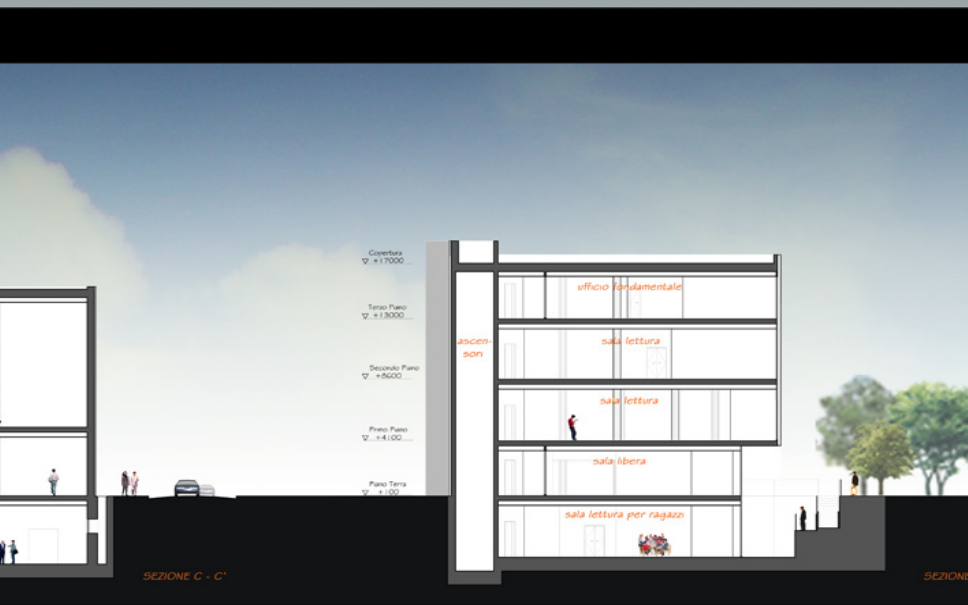 Copertura
+17000
ufficio fondamentale
Terzo Piano
+13000
ascen-
sori
sala lettura
Secondo Piano
+8600
sala lettura
Primo Piano
+4100
sala libera
Piano Terra
+100
sala lettura per ragazzi
SEZIONE C - C'
SEZIONE